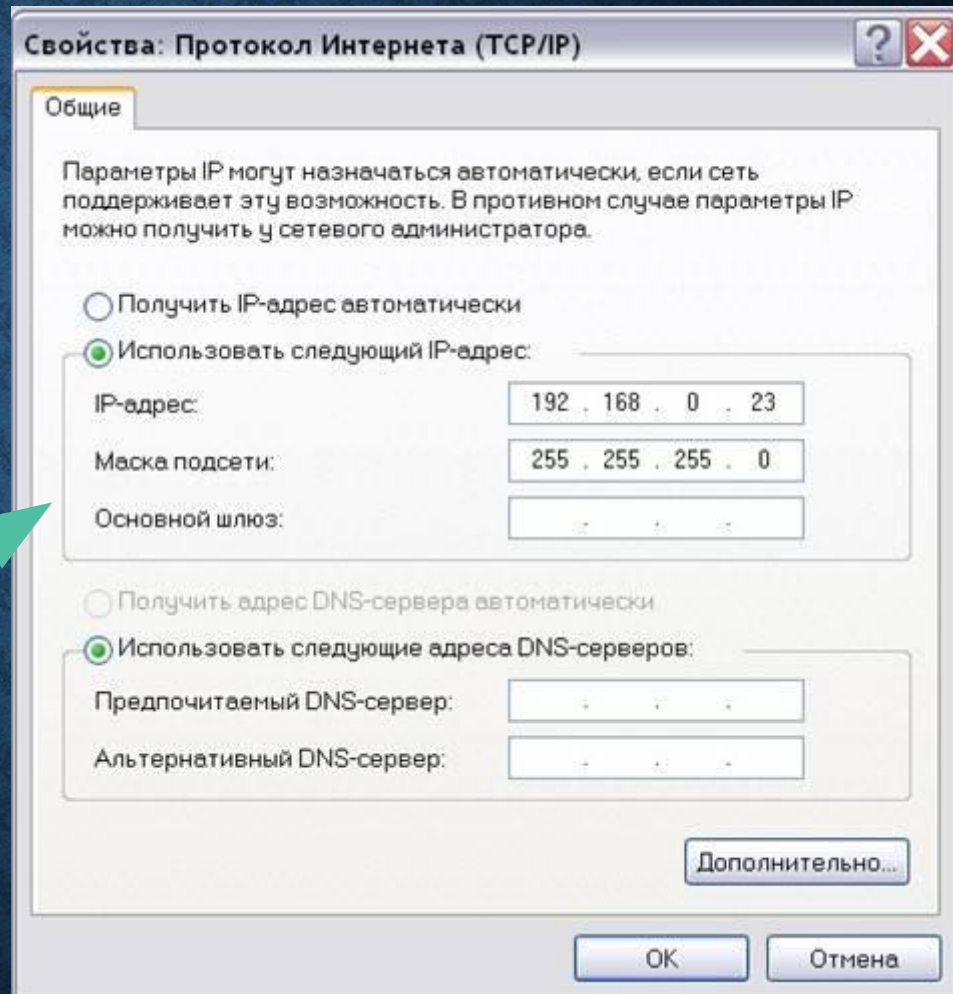 Свойства: Протокол Интернета (TCP/IP)
Общие
Параметры IP могут назначаться автоматически, если сеть
поддерживает эту возможность. В противном случае параметры IP
можно получить у сетевого администратора.
Получить IP-адрес автоматически
Использовать следующий IP-адрес:
IP-адрес: 192 . 168 . 0 . 23
Маска подсети: 255 . 255 . 255 . 0
Основной шлюз: . . .
Получить адрес DNS-сервера автоматически
Использовать следующие адреса DNS-серверов:
Предпочитаемый DNS-сервер: . . .
Альтернативный DNS-сервер: . . .
Дополнительно...
OK Отмена